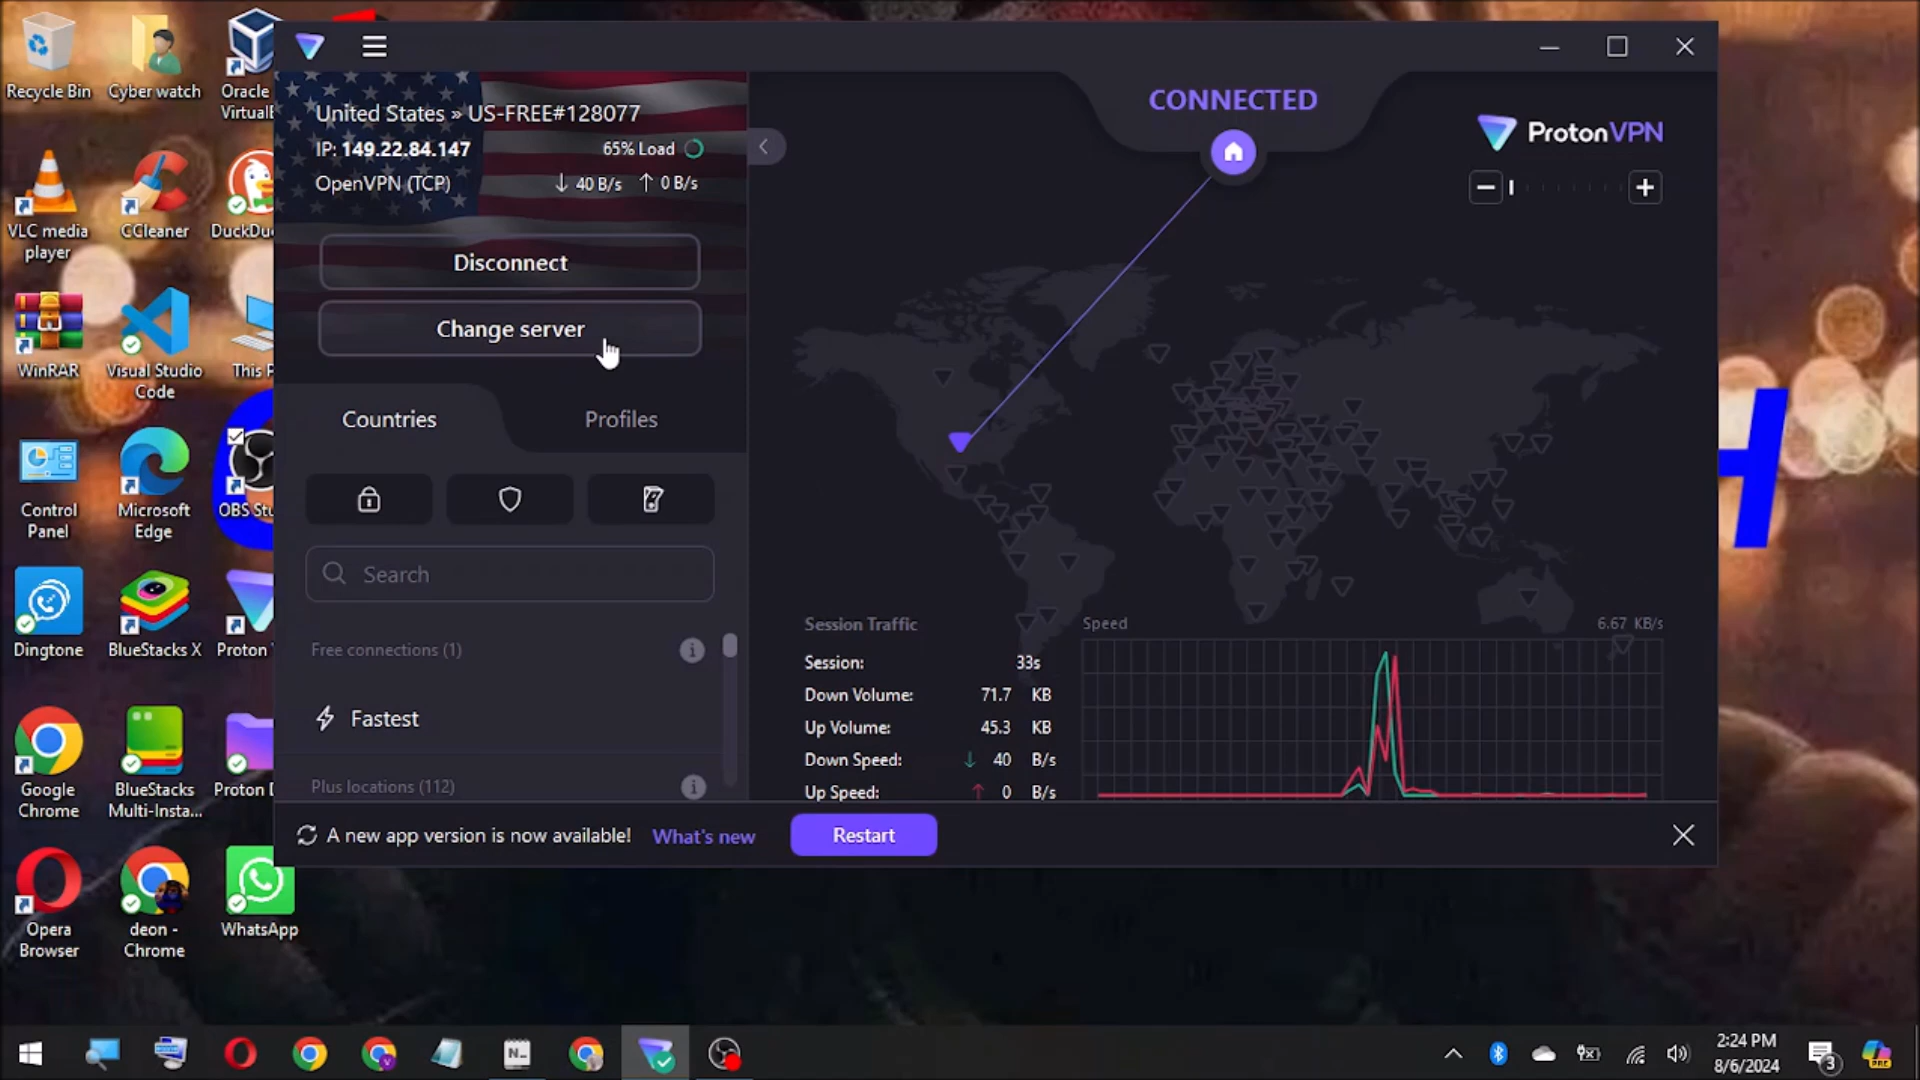 Recycle Bin
Cyber watch
Oracle
VLC media
player
CCleaner
WinRAR
Visual Studio
Code
Control
Panel
Microsoft
Edge
Dingtone
BlueStacks X
Proton
Google
Chrome
BlueStacks
Multi-Insta...
Proton
Opera
Browser
deon -
Chrome
WhatsApp
United States » US-FREE#128077
IP: 149.22.84.147
65% Load
OpenVPN (TCP)
↓ 40 B/s ↑ 0 B/s
Disconnect
Change server
Countries
Profiles
Search
Free connections (1)
Fastest
Plus locations (112)
CONNECTED
ProtonVPN
Session Traffic
Session: 33s
Down Volume: 71.7 KB
Up Volume: 45.3 KB
Down Speed: ↓ 40 B/s
Up Speed: ↑ 0 B/s
Speed
6.67 KB/s
A new app version is now available! What's new Restart
H
N..
2:24 PM
8/6/2024
3
PRE